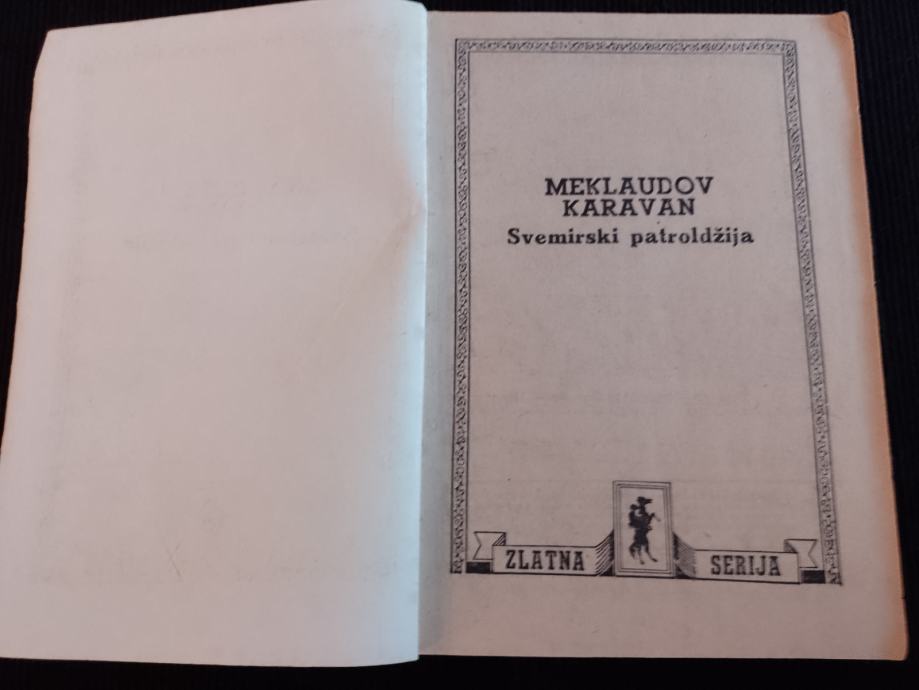 MEKLAUDOV
KARAVAN
Svemirski patroldžija
ZLATNA SERIJA